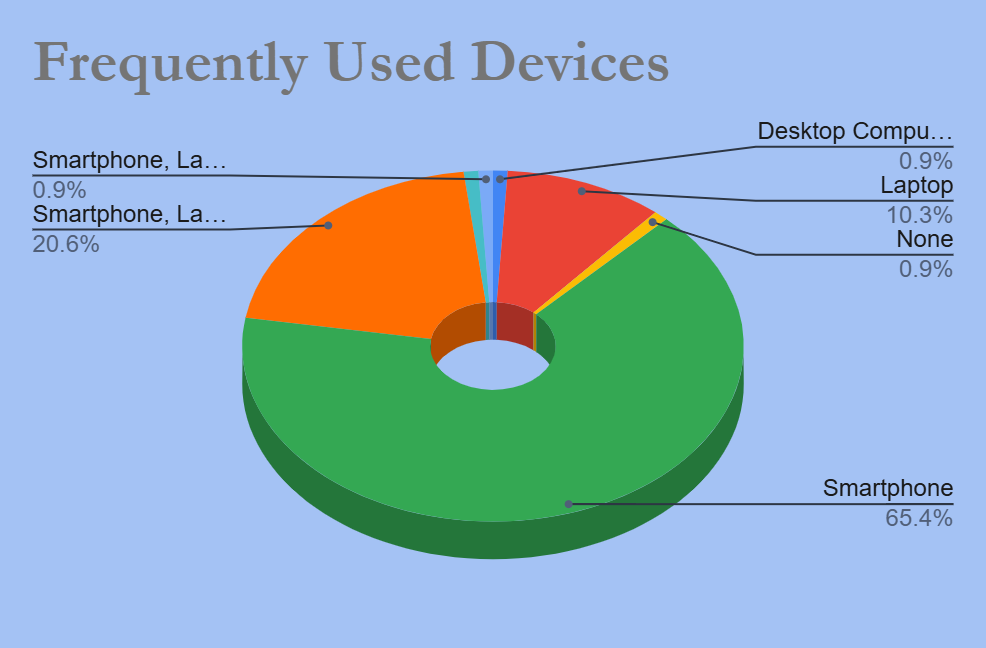 Frequently Used Devices
Desktop Compu…
0.9%
Smartphone, La…
0.9%
Laptop
10.3%
Smartphone, La…
20.6%
None
0.9%
Smartphone
65.4%